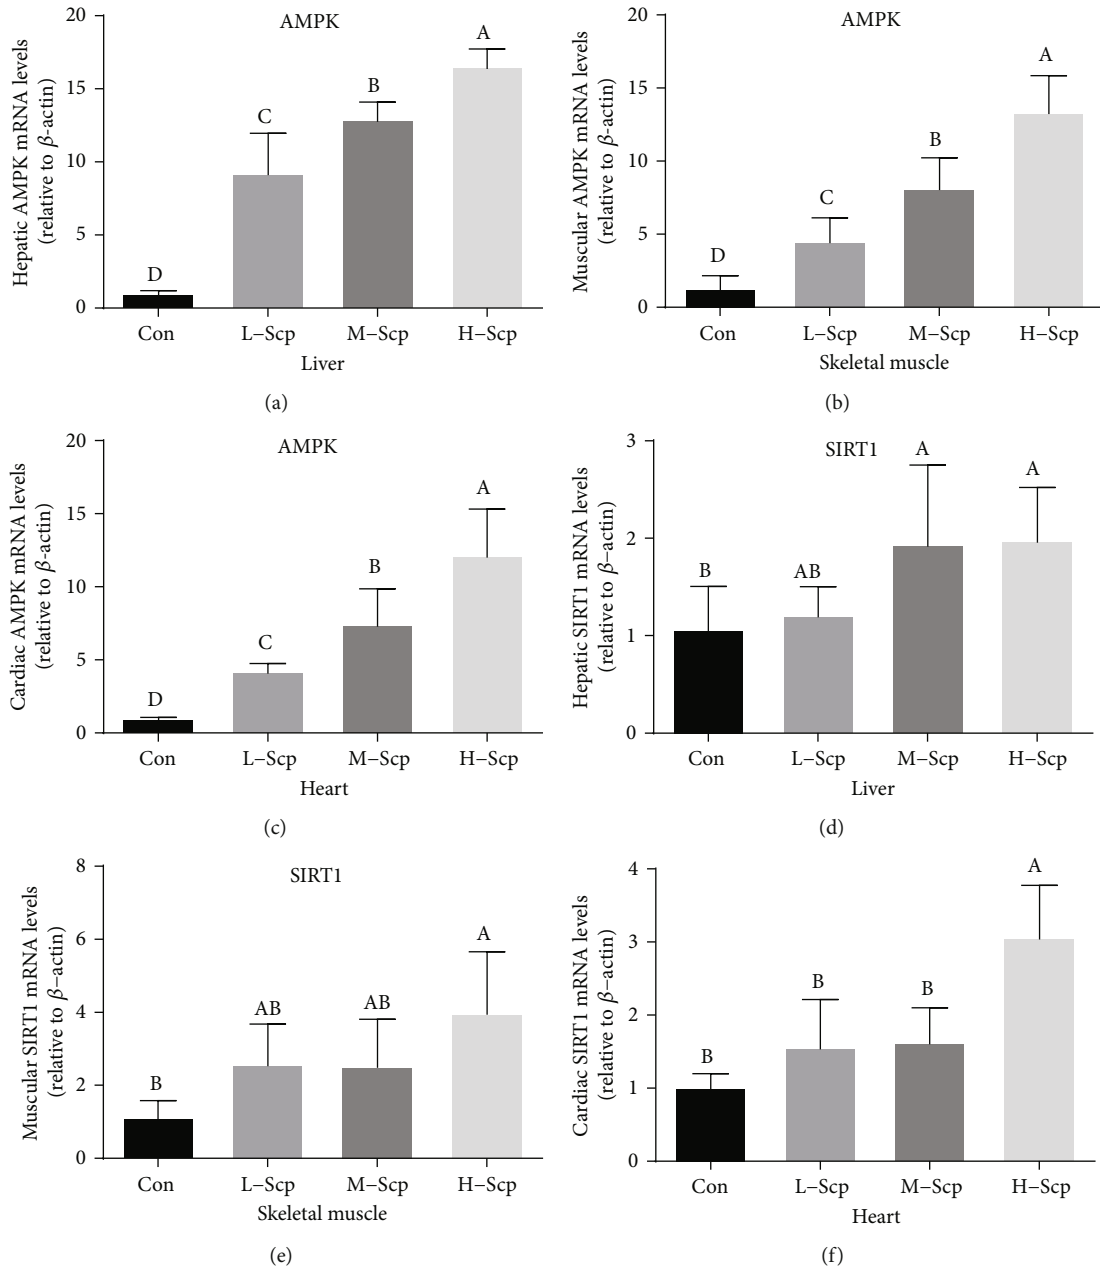 AMPK
Hepatic AMPK mRNA levels
(relative to β-actin)
20
15
10
5
0
D
C
B
A
Con
L−Scp
M−Scp
H−Scp
Liver
(a)
AMPK
Muscular AMPK mRNA levels
(relative to β-actin)
20
15
10
5
0
D
C
B
A
Con
L−Scp
M−Scp
H−Scp
Skeletal muscle
(b)
AMPK
Cardiac AMPK mRNA levels
(relative to β-actin)
20
15
10
5
0
D
C
B
A
Con
L−Scp
M−Scp
H−Scp
Heart
(c)
SIRT1
Hepatic SIRT1 mRNA levels
(relative to β−actin)
3
2
1
0
B
AB
A
A
Con
L−Scp
M−Scp
H−Scp
Liver
(d)
SIRT1
Muscular SIRT1 mRNA levels
(relative to β−actin)
8
6
4
2
0
B
AB
AB
A
Con
L−Scp
M−Scp
H−Scp
Skeletal muscle
(e)
Cardiac SIRT1 mRNA levels
(relative to β−actin)
4
3
2
1
0
B
B
B
A
Con
L−Scp
M−Scp
H−Scp
Heart
(f)